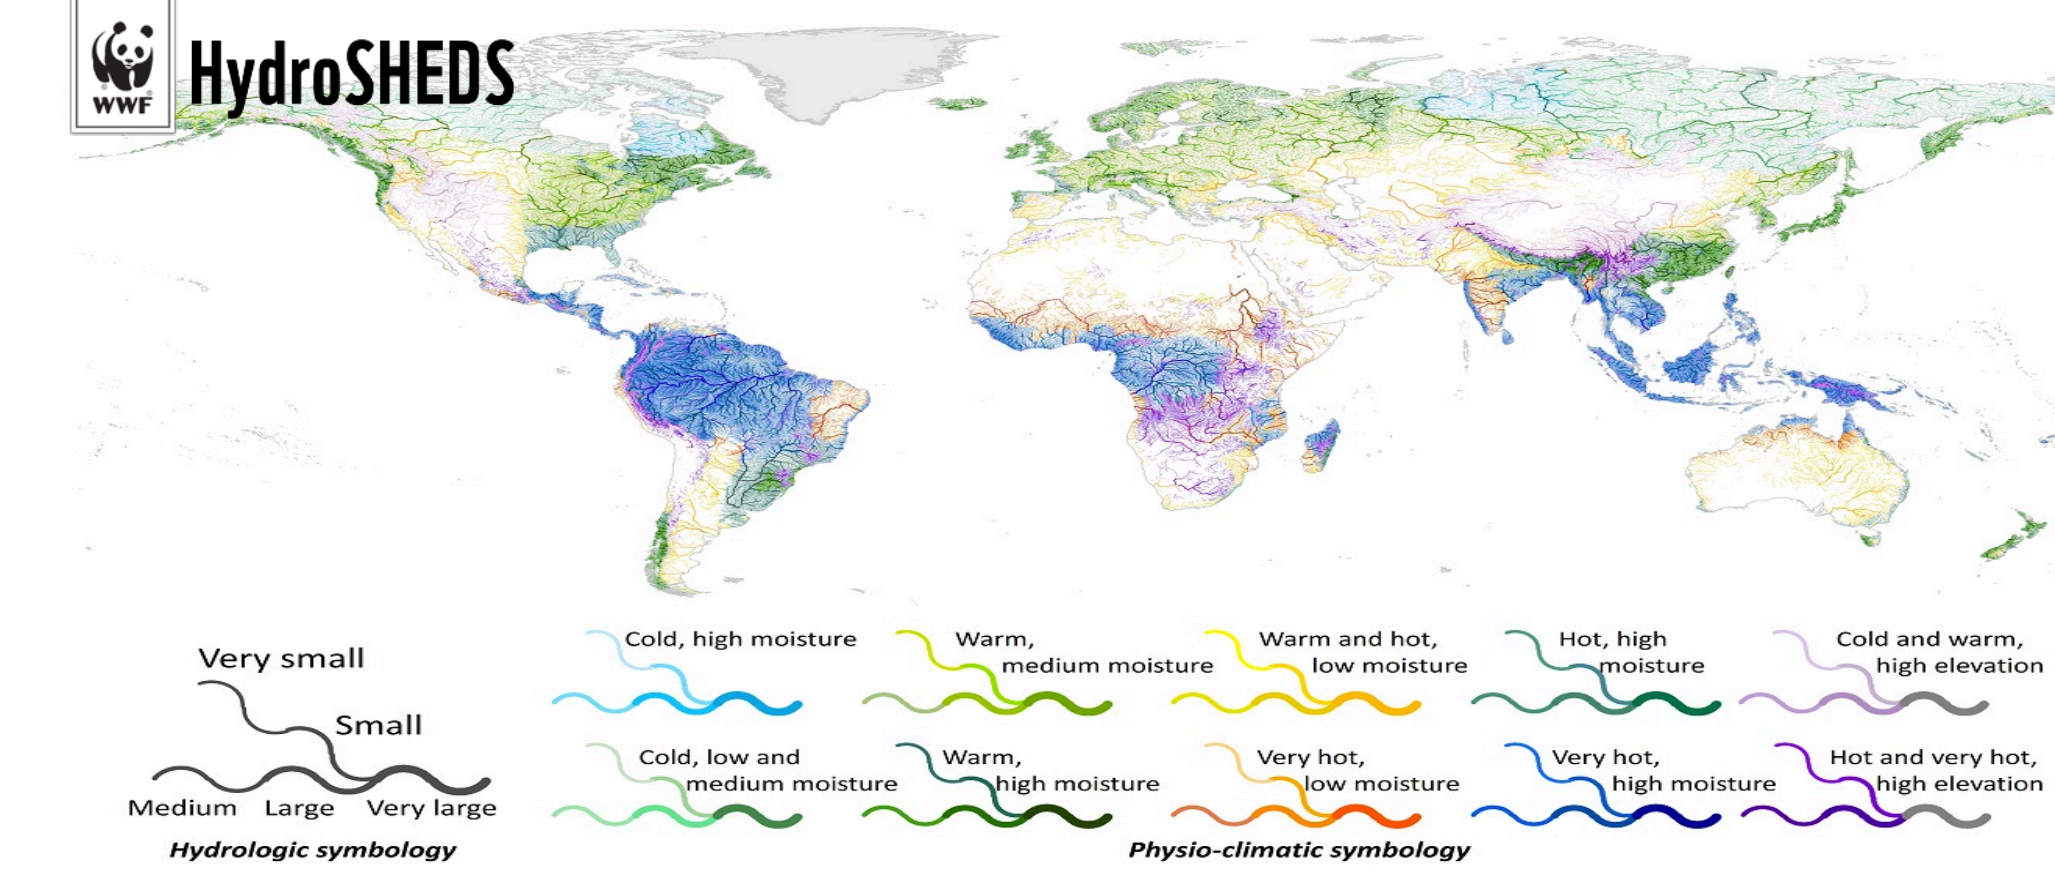 WWF
HydroSHEDS
Very small
Small
Medium Large Very large
Hydrologic symbology
Cold, high moisture
Warm,
medium moisture
Warm and hot,
low moisture
Hot, high
moisture
Cold and warm,
high elevation
Cold, low and
medium moisture
Warm,
high moisture
Very hot,
low moisture
Very hot,
high moisture
Hot and very hot,
high elevation
Physio-climatic symbology